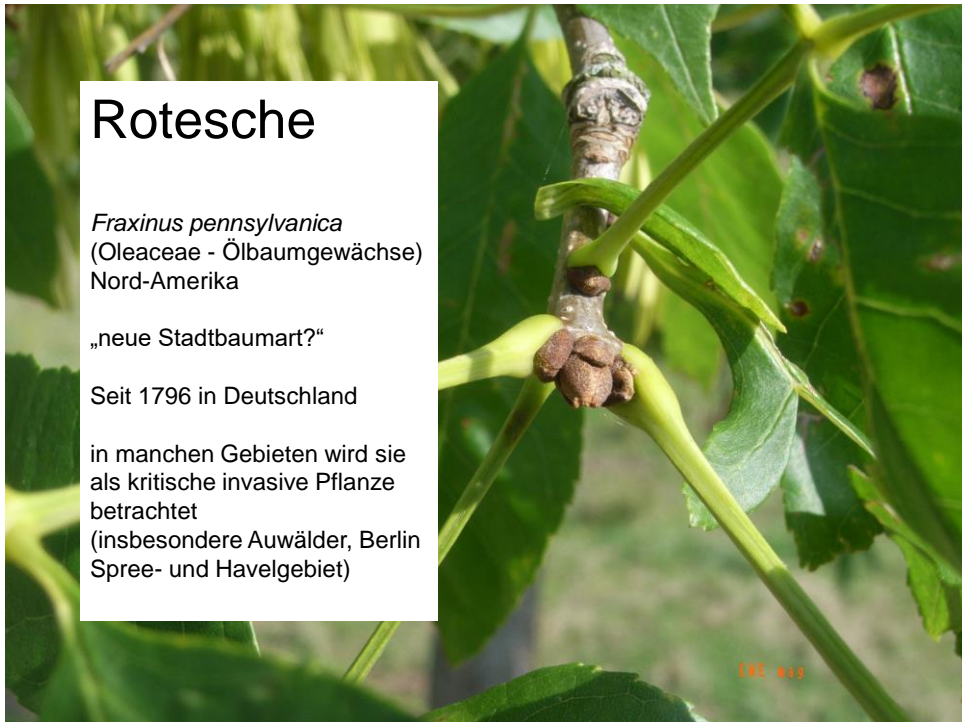 Rotesche
Fraxinus pennsylvanica
(Oleaceae - Ölbaumgewächse)
Nord-Amerika
„neue Stadtbaumart?“
Seit 1796 in Deutschland
in manchen Gebieten wird sie
als kritische invasive Pflanze
betrachtet
(insbesondere Auwälder, Berlin
Spree- und Havelgebiet)